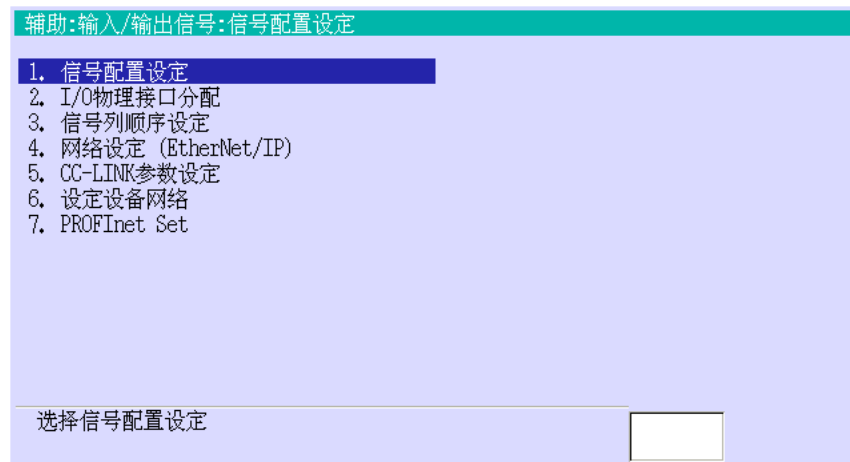 辅助:输入/输出信号:信号配置设定
1. 信号配置设定
2. I/O物理接口分配
3. 信号列顺序设定
4. 网络设定 (EtherNet/IP)
5. CC-LINK参数设定
6. 设定设备网络
7. PROFInet Set
选择信号配置设定